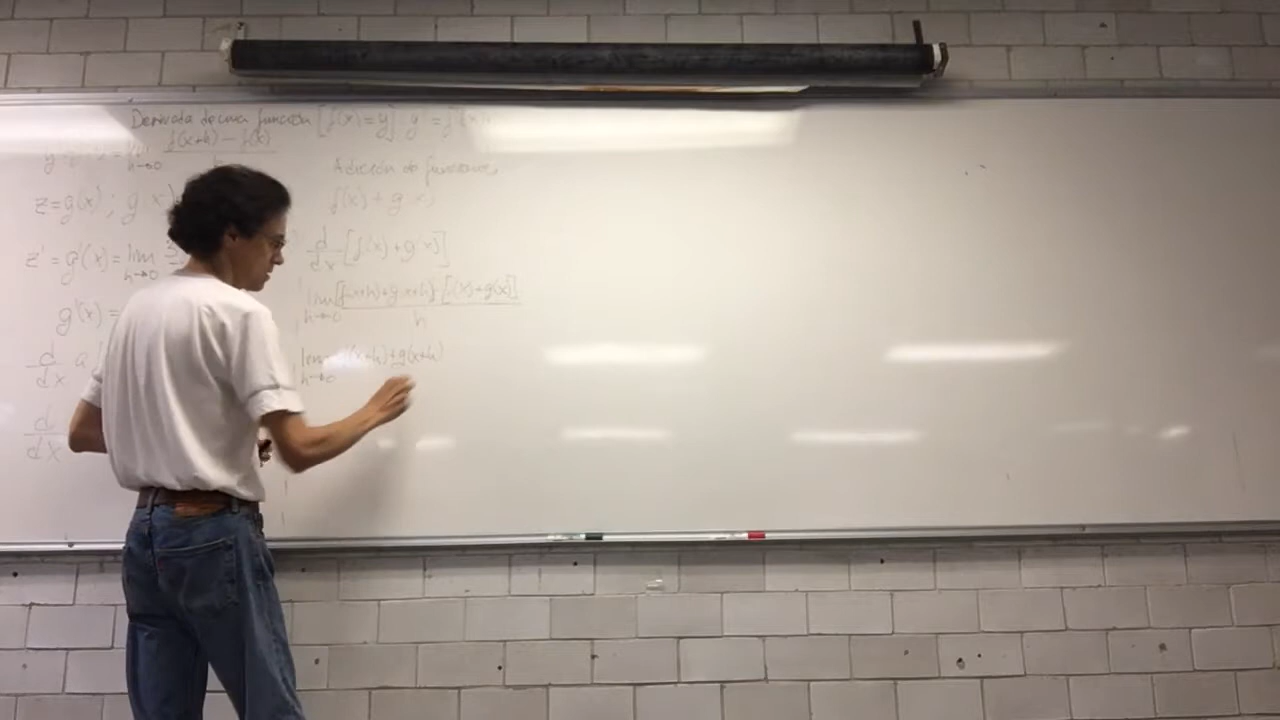 Derivada de una función [f(x)=y] y' = f'(x)
lim h→0 f(x+h) - f(x)
z=g(x) ; g(x)
z' = g'(x) = lim h→0
g'(x) =
d/dx a
d/dx
Adición de funciones
f(x) + g(x)
d/dx [f(x)+g(x)]
lim h→0 [f(x+h)+g(x+h)]-[f(x)+g(x)] / h
lim h→0 f(x+h)+g(x+h)